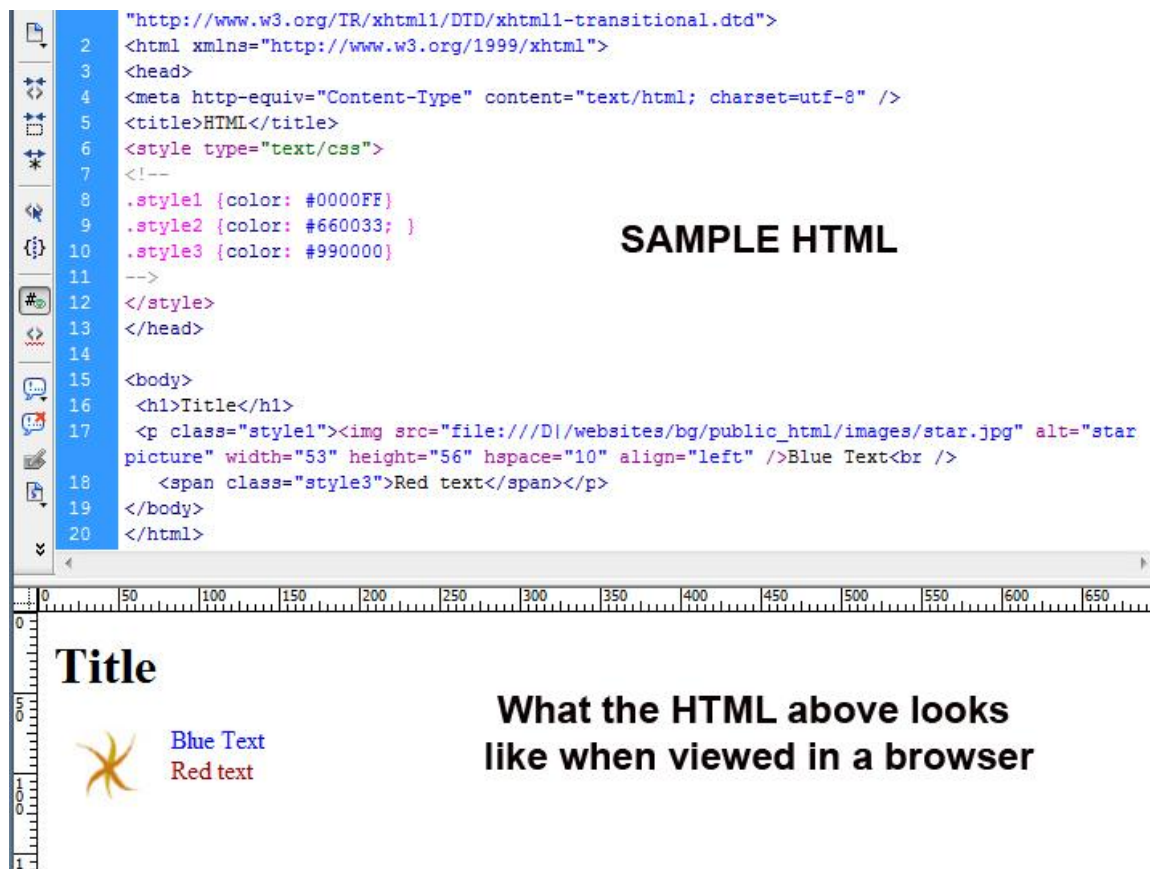 "http://www.w3.org/TR/xhtml1/DTD/xhtml1-transitional.dtd">
2 <html xmlns="http://www.w3.org/1999/xhtml">
3 <head>
4 <meta http-equiv="Content-Type" content="text/html; charset=utf-8" />
5 <title>HTML</title>
6 <style type="text/css">
7 <!--
8 .style1 {color: #0000FF}
9 .style2 {color: #660033; }
10 .style3 {color: #990000}
11 -->
12 </style>
13 </head>
14
15 <body>
16  <h1>Title</h1>
17  <p class="style1"><img src="file:///D|/websites/bg/public_html/images/star.jpg" alt="star
picture" width="53" height="56" hspace="10" align="left" />Blue Text<br />
18    <span class="style3">Red text</span></p>
19 </body>
20 </html>
SAMPLE HTML
0 50 100 150 200 250 300 350 400 450 500 550 600 650
0
50
100
1
Title
Blue Text
Red text
What the HTML above looks
like when viewed in a browser